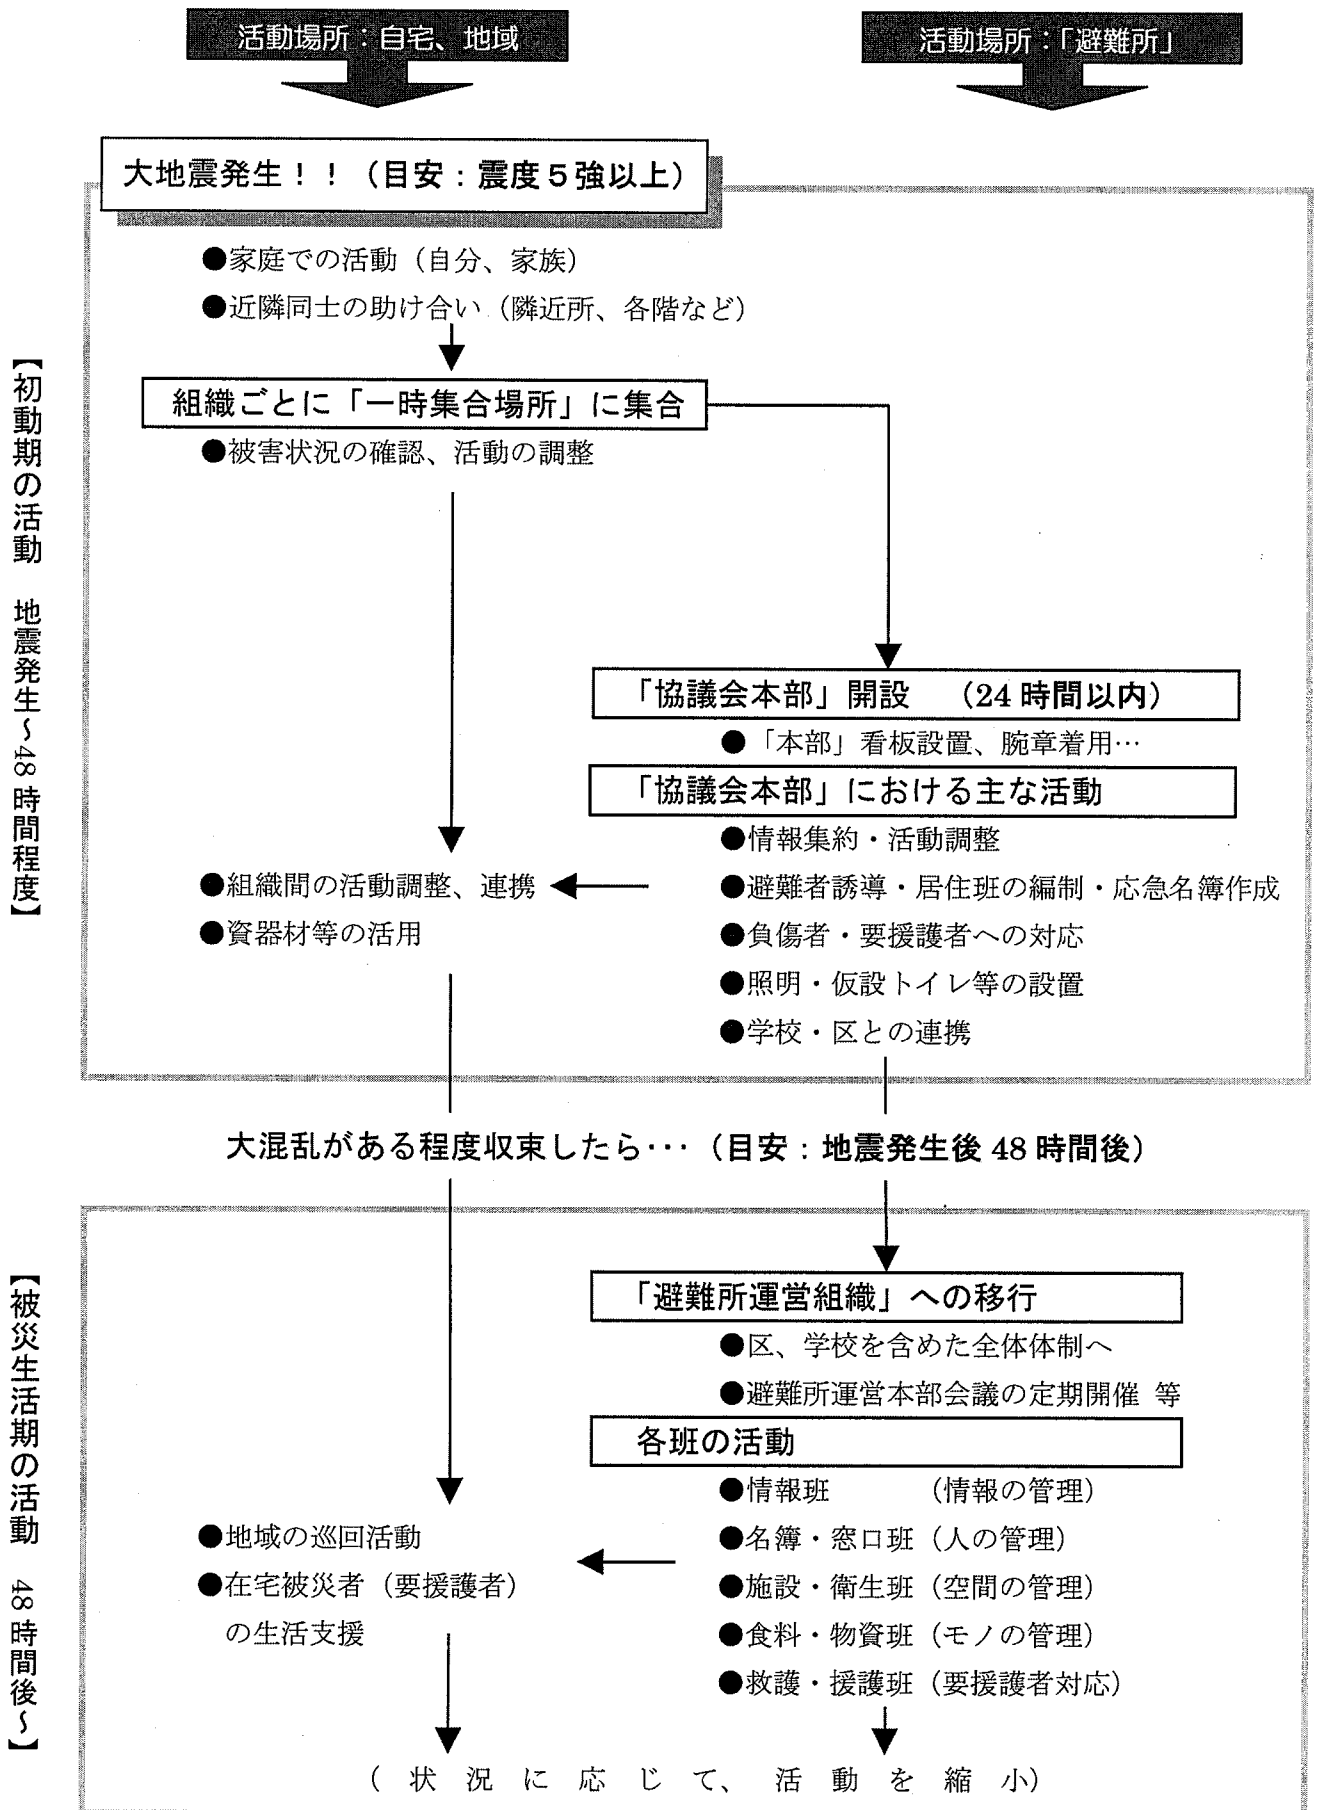 活動場所：自宅、地域
活動場所：「避難所」
大地震発生！！（目安：震度５強以上）
●家庭での活動（自分、家族）
●近隣同士の助け合い（隣近所、各階など）
組織ごとに「一時集合場所」に集合
●被害状況の確認、活動の調整
【初動期の活動　地震発生～48時間程度】
「協議会本部」開設　（24時間以内）
●「本部」看板設置、腕章着用…
「協議会本部」における主な活動
●情報集約・活動調整
●組織間の活動調整、連携
●避難者誘導・居住班の編制・応急名簿作成
●資器材等の活用
●負傷者・要援護者への対応
●照明・仮設トイレ等の設置
●学校・区との連携
大混乱がある程度収束したら…（目安：地震発生後48時間後）
【被災生活期の活動　48時間後～】
「避難所運営組織」への移行
●区、学校を含めた全体体制へ
●避難所運営本部会議の定期開催 等
各班の活動
●情報班　　　（情報の管理）
●地域の巡回活動
●名簿・窓口班（人の管理）
●在宅被災者（要援護者）
の生活支援
●施設・衛生班（空間の管理）
●食料・物資班（モノの管理）
●救護・援護班（要援護者対応）
（状況に応じて、活動を縮小）